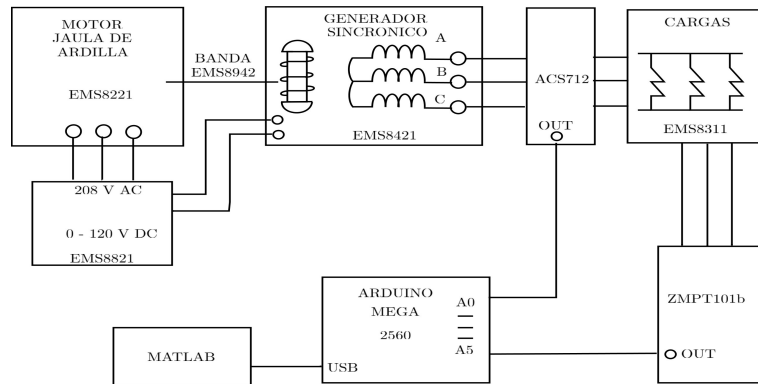 MOTOR
JAULA DE
ARDILLA
EMS8221
BANDA
EMS8942
GENERADOR
SINCRONICO
A
B
C
EMS8421
ACS712
OUT
CARGAS
EMS8311
208 V AC
0 - 120 V DC
EMS8821
ZMPT101b
OUT
ARDUINO
MEGA
2560
A0
A5
USB
MATLAB